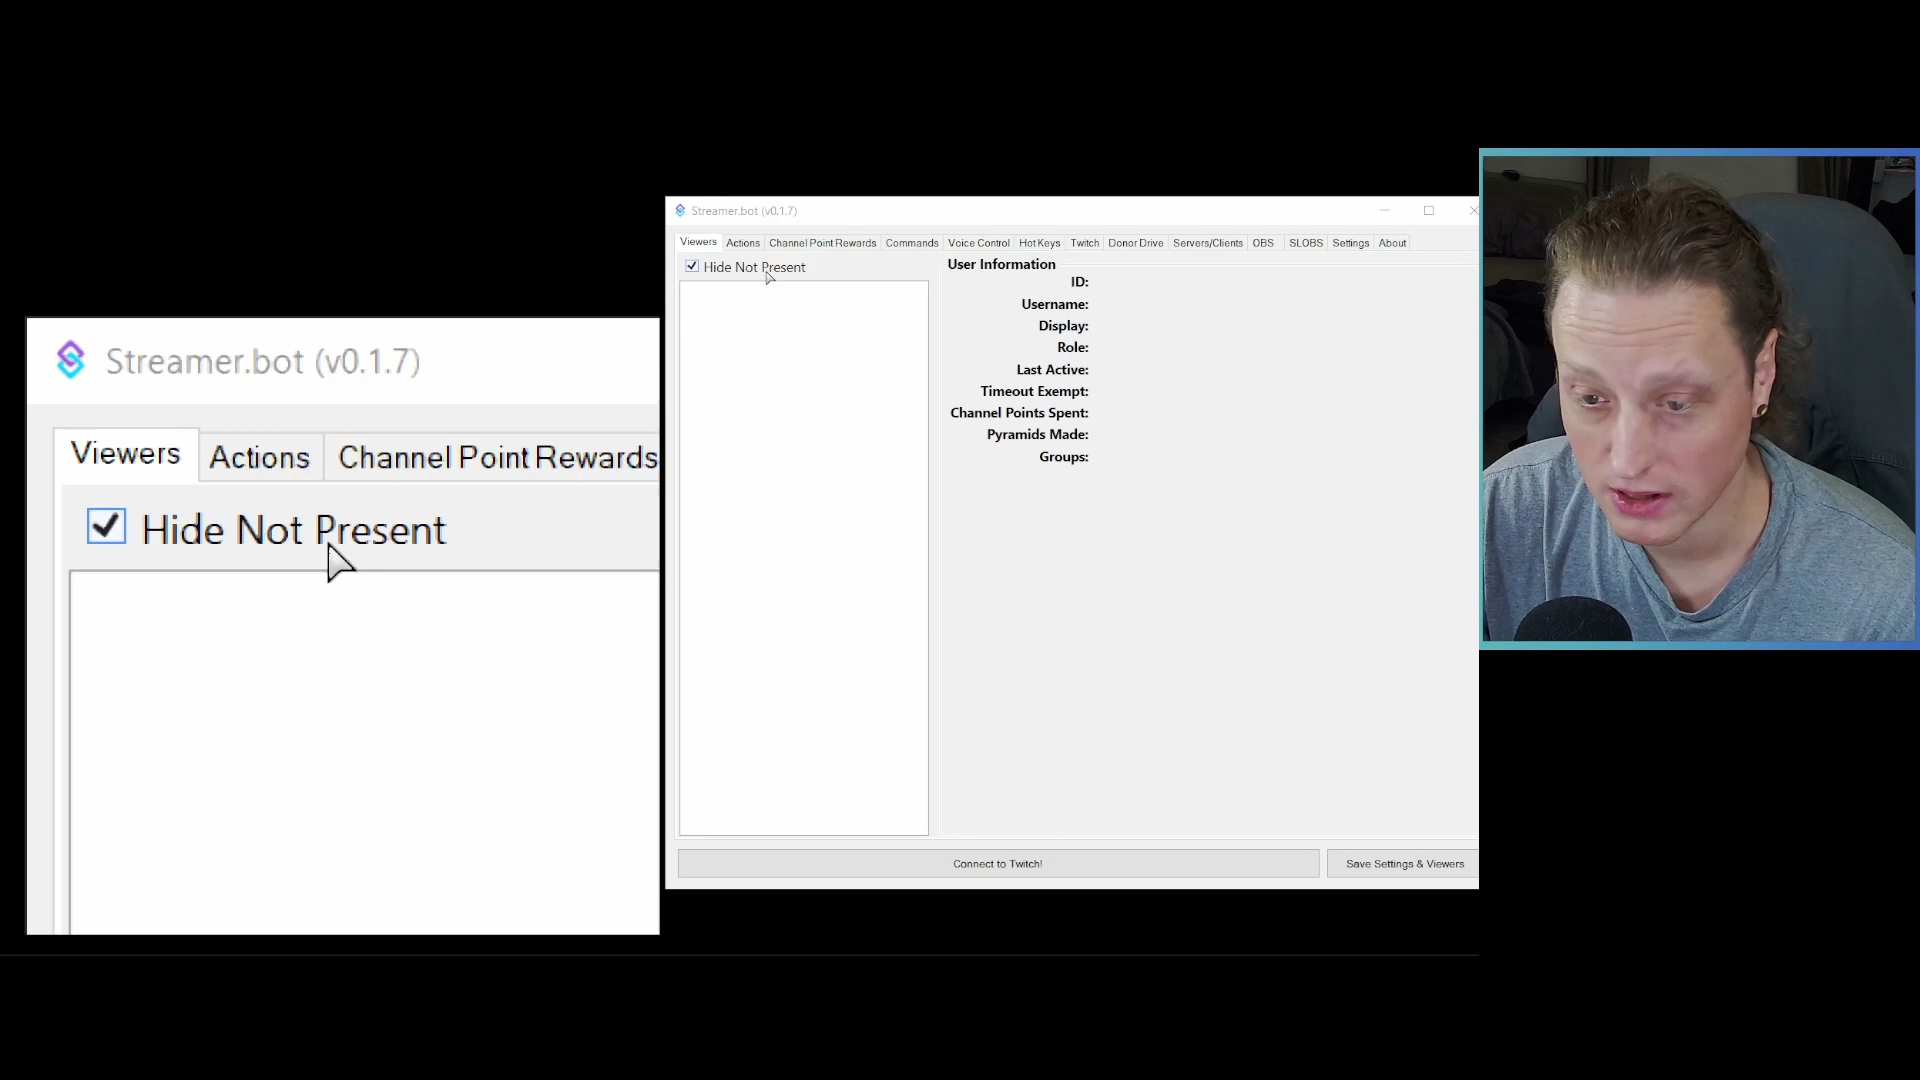 Streamer.bot (v0.1.7)
Viewers Actions Channel Point Rewards
Hide Not Present
Streamer.bot (v0.1.7)
Viewers Actions Channel Point Rewards Commands Voice Control Hot Keys Twitch Donor Drive Servers/Clients OBS SLOBS Settings About
Hide Not Present
User Information
ID:
Username:
Display:
Role:
Last Active:
Timeout Exempt:
Channel Points Spent:
Pyramids Made:
Groups:
Connect to Twitch!
Save Settings & Viewers